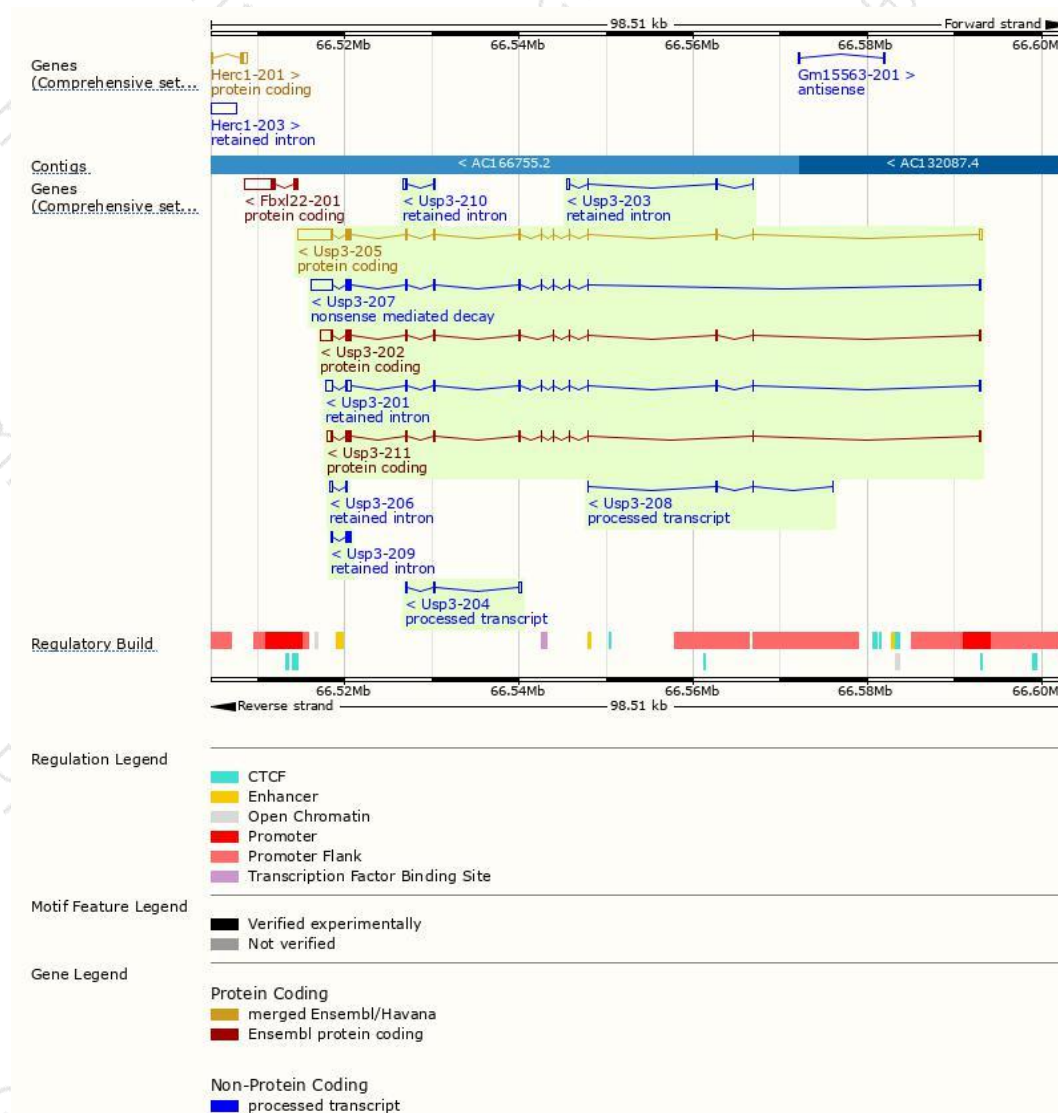 98.51 kb Forward strand
66.52Mb 66.54Mb 66.56Mb 66.58Mb 66.60M
Genes
(Comprehensive set...
Herc1-201 >
protein coding
Gm15563-201 >
antisense
Herc1-203 >
retained intron
Contigs
< AC166755.2 < AC132087.4
Genes
(Comprehensive set...
< Fbxl22-201
protein coding
< Usp3-210
retained intron
< Usp3-203
retained intron
< Usp3-205
protein coding
< Usp3-207
nonsense mediated decay
< Usp3-202
protein coding
< Usp3-201
retained intron
< Usp3-211
protein coding
< Usp3-206
retained intron
< Usp3-208
processed transcript
< Usp3-209
retained intron
< Usp3-204
processed transcript
Regulatory Build
66.52Mb 66.54Mb 66.56Mb 66.58Mb 66.60M
Reverse strand 98.51 kb
Regulation Legend
CTCF
Enhancer
Open Chromatin
Promoter
Promoter Flank
Transcription Factor Binding Site
Motif Feature Legend
Verified experimentally
Not verified
Gene Legend
Protein Coding
merged Ensembl/Havana
Ensembl protein coding
Non-Protein Coding
processed transcript